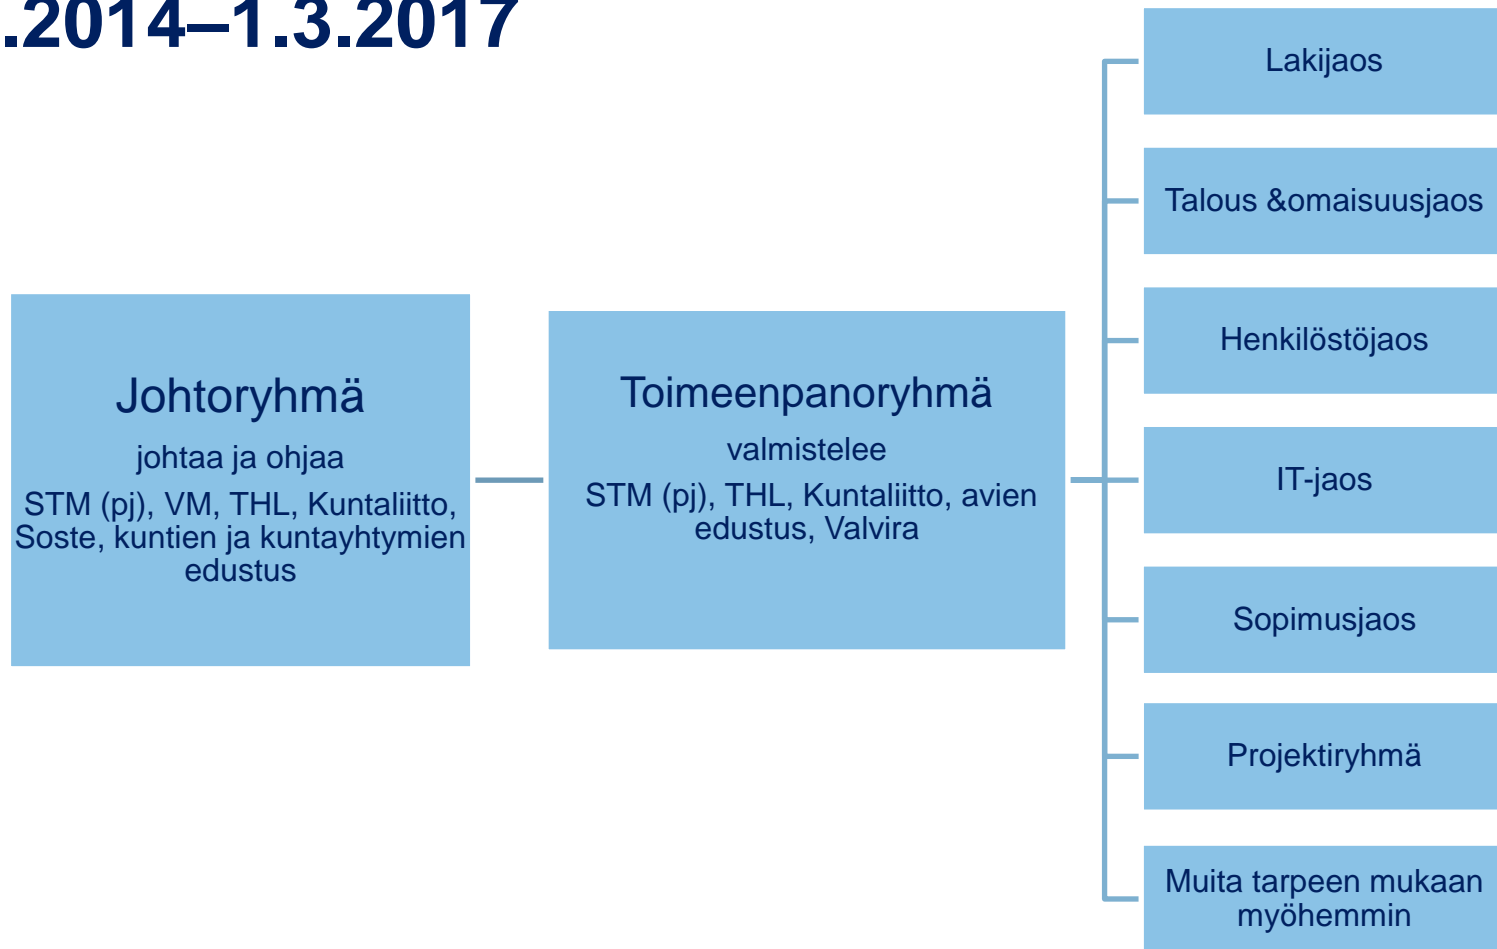 .2014–1.3.2017
Johtoryhmä
johtaa ja ohjaa
STM (pj), VM, THL, Kuntaliitto,
Soste, kuntien ja kuntayhtymien
edustus
Toimeenpanoryhmä
valmistelee
STM (pj), THL, Kuntaliitto, avien
edustus, Valvira
Lakijaos
Talous &omaisuusjaos
Henkilöstöjaos
IT-jaos
Sopimusjaos
Projektiryhmä
Muita tarpeen mukaan
myöhemmin